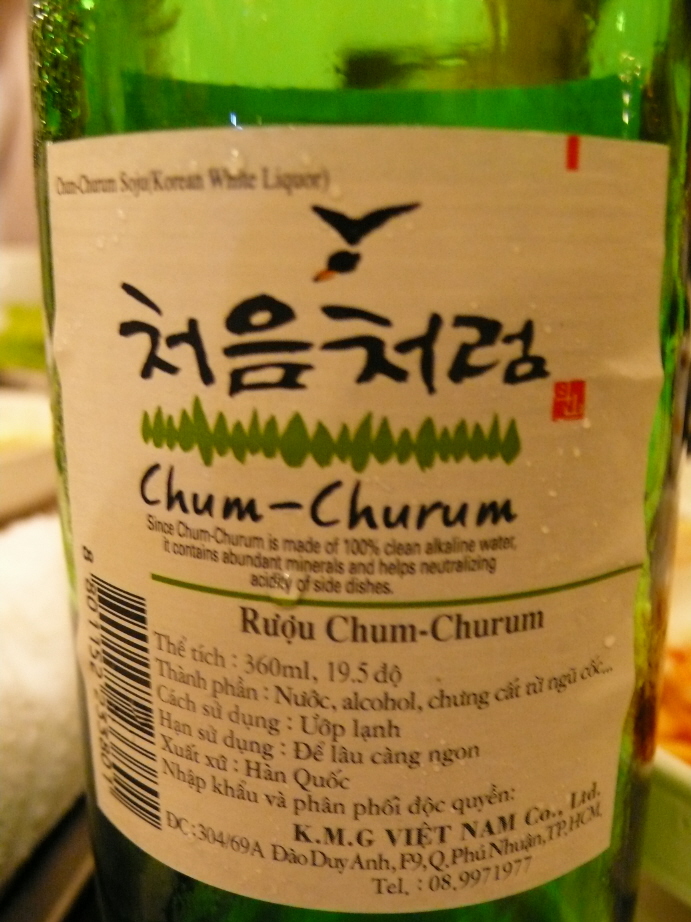 Chum-Churum Soju(Korean White Liquor)
처음처럼
Chum-Churum
Since Chum-Churum is made of 100% clean alkaline water,
it contains abundant minerals and helps neutralizing
acidity of side dishes.
Rượu Chum-Churum
Thể tích : 360ml, 19.5 độ
Thành phần : Nước, alcohol, chưng cất từ ngũ cốc...
Cách sử dụng : Ướp lạnh
Hạn sử dụng : Để lâu càng ngon
Xuất xứ : Hàn Quốc
Nhập khẩu và phân phối độc quyền:
K.M.G VIỆT NAM Co., Ltd.
ĐC:304/69A Đào Duy Anh, F9, Q.Phú Nhuận, TP.HCM.
Tel. : 08.9971977